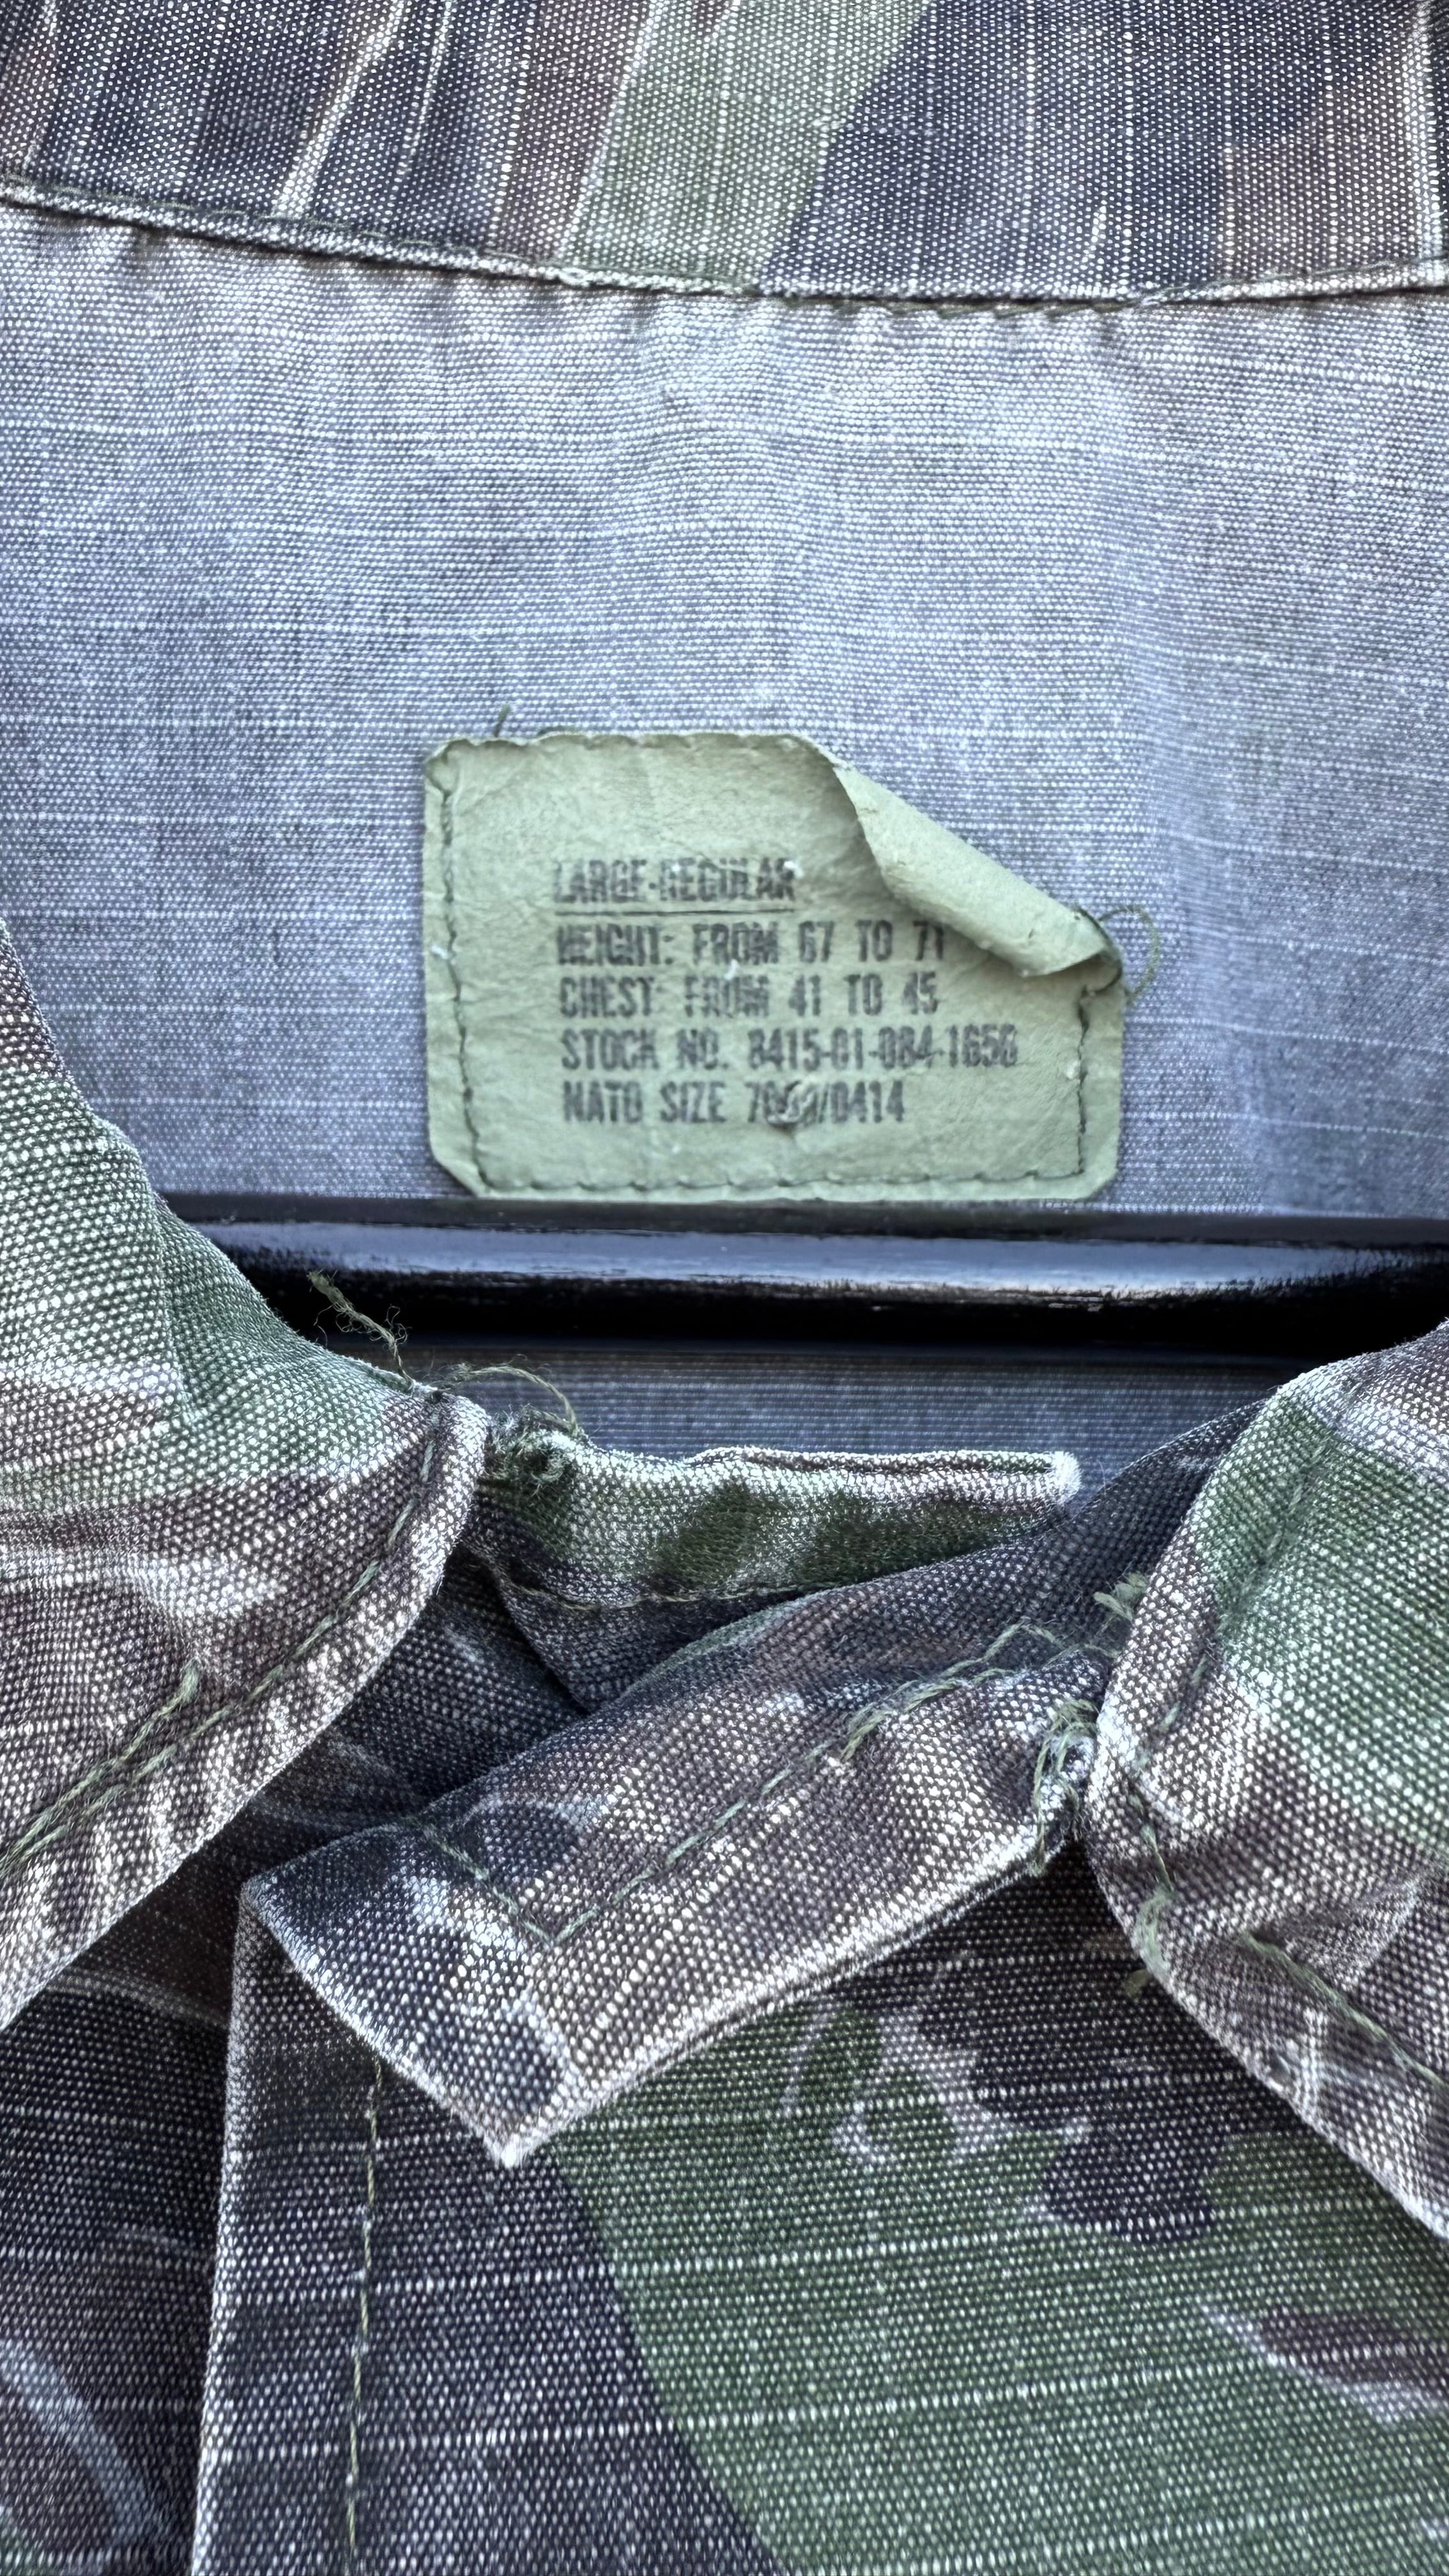 LARGE-REGULAR
HEIGHT: FROM 67 TO 71
CHEST: FROM 41 TO 45
STOCK NO. 8415-01-084-1650
NATO SIZE